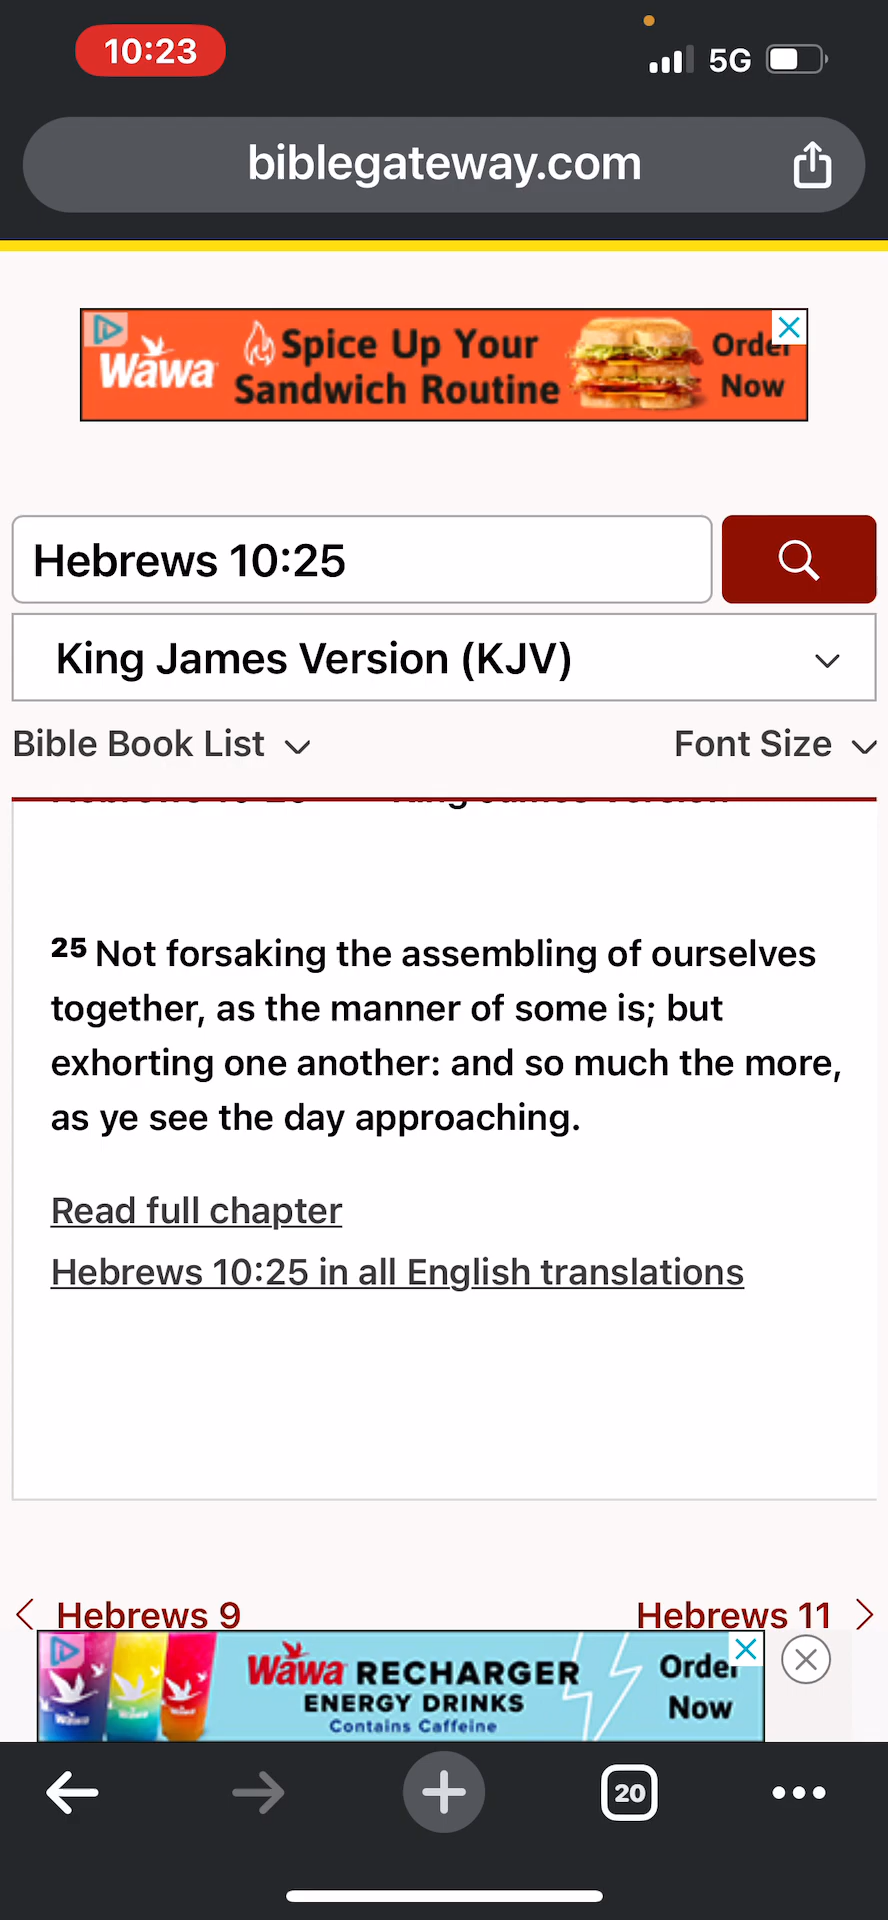 10:23
5G
biblegateway.com
Wawa
Spice Up Your
Sandwich Routine
Order
Now
Hebrews 10:25
King James Version (KJV)
Bible Book List
Font Size
25 Not forsaking the assembling of ourselves
together, as the manner of some is; but
exhorting one another: and so much the more,
as ye see the day approaching.
Read full chapter
Hebrews 10:25 in all English translations
Hebrews 9
Hebrews 11
Wawa RECHARGER
ENERGY DRINKS
Contains Caffeine
Order
Now
20